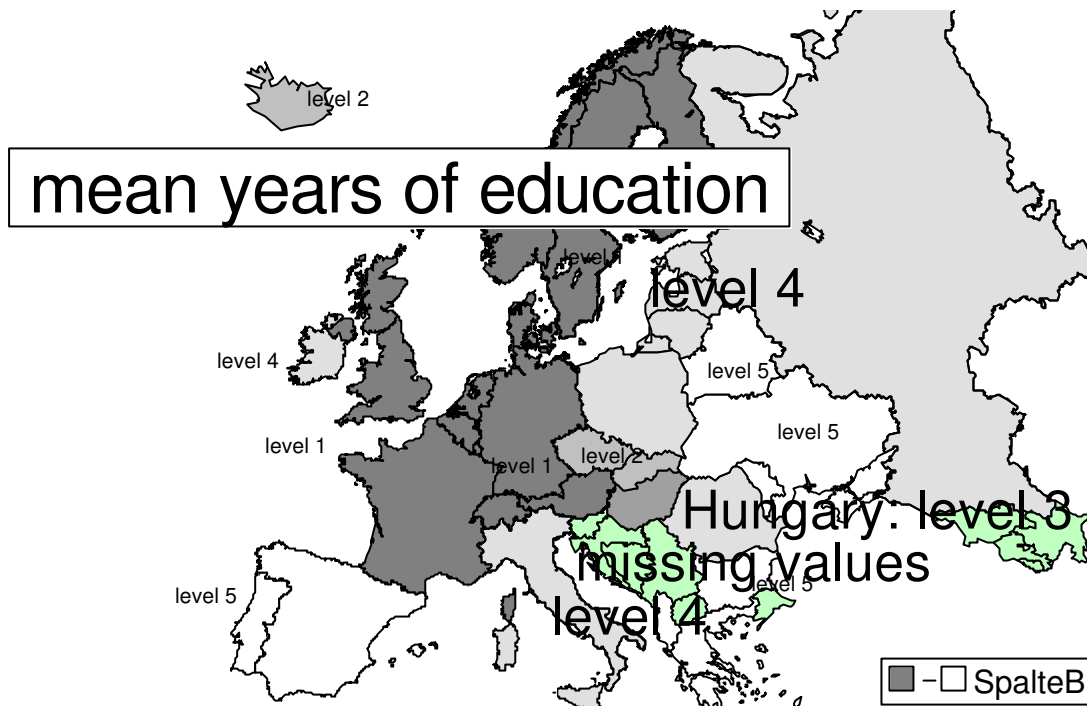 level 2
mean years of education
level 1
level 4
level 4
level 5
level 5
level 1
level 2
level 1
Hungary: level 3
missing values
level 5
level 5
level 4
– SpalteB